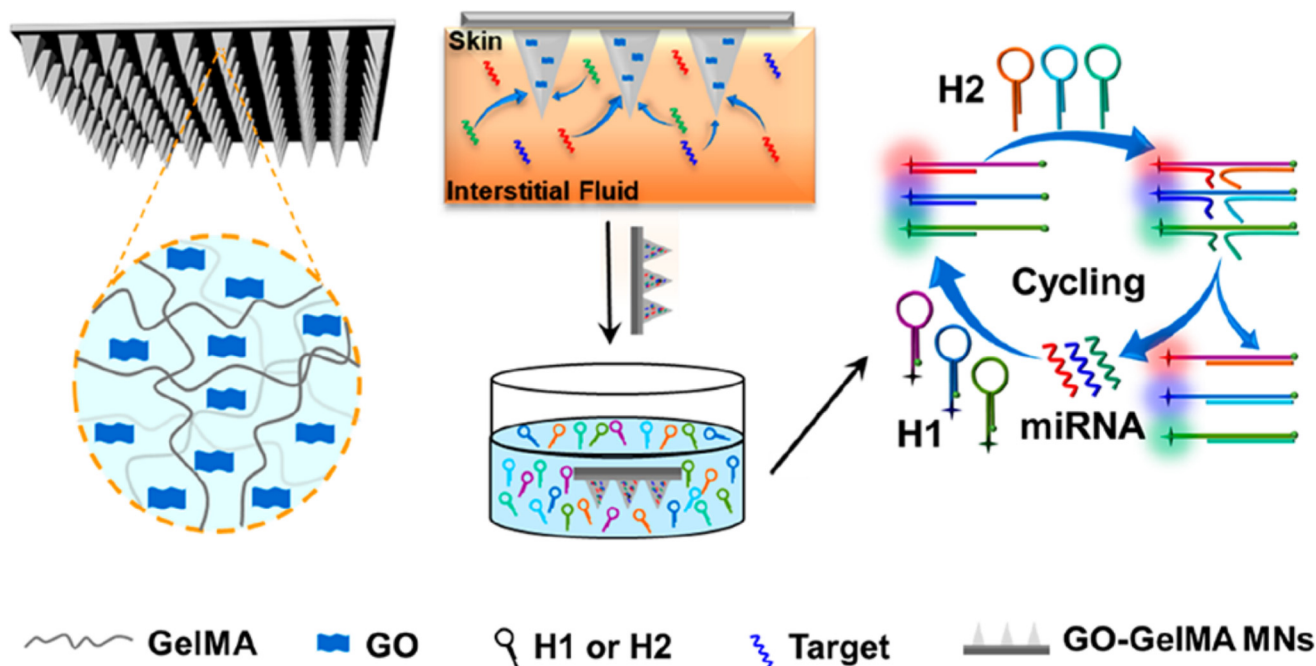 Skin
Interstitial Fluid
H2
Cycling
H1
miRNA
GelMA
GO
H1 or H2
Target
GO-GelMA MNs